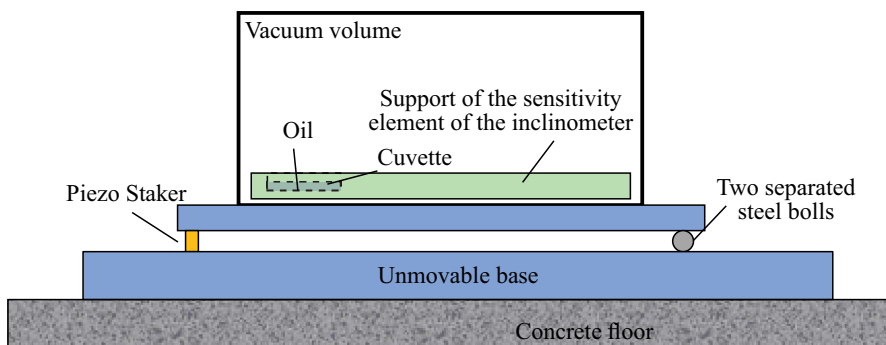 Vacuum volume
Support of the sensitivity
element of the inclinometer
Oil
Cuvette
Piezo Staker
Two separated
steel bolls
Unmovable base
Concrete floor